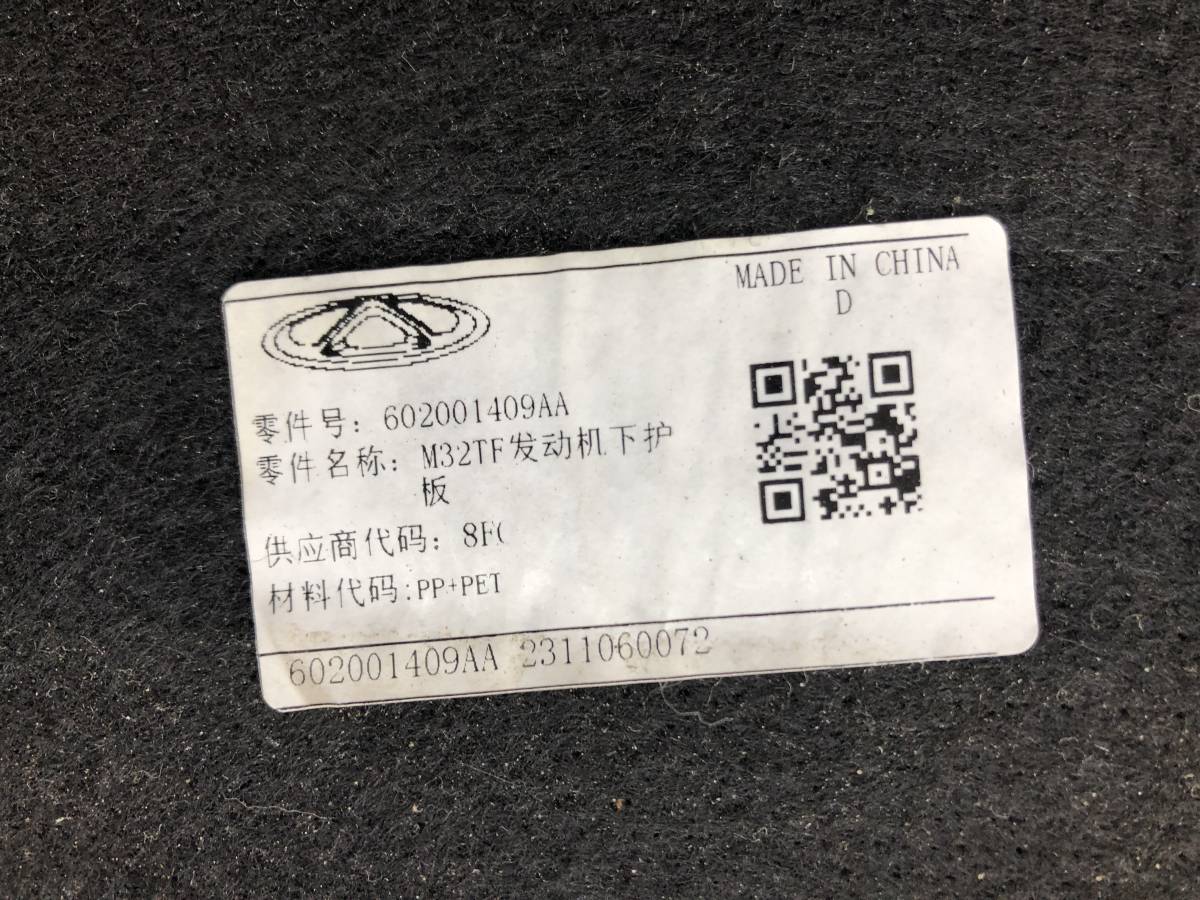 MADE IN CHINA
D
零件号: 602001409AA
零件名称: M32TF发动机下护
板
供应商代码:
材料代码:PP+PET
602001409AA 2311060072